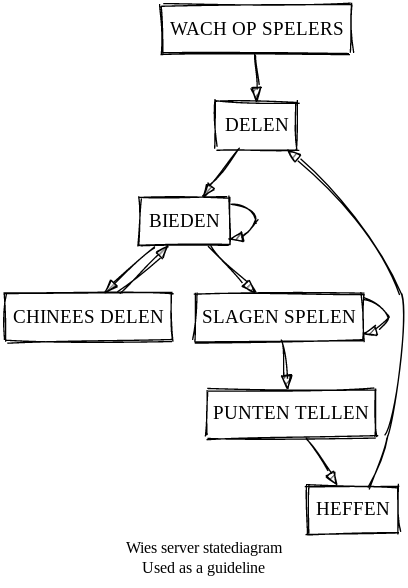 WACH OP SPELERS
DELEN
BIEDEN
CHINEES DELEN
SLAGEN SPELEN
PUNTEN TELLEN
HEFFEN
Wies server statediagram
Used as a guideline